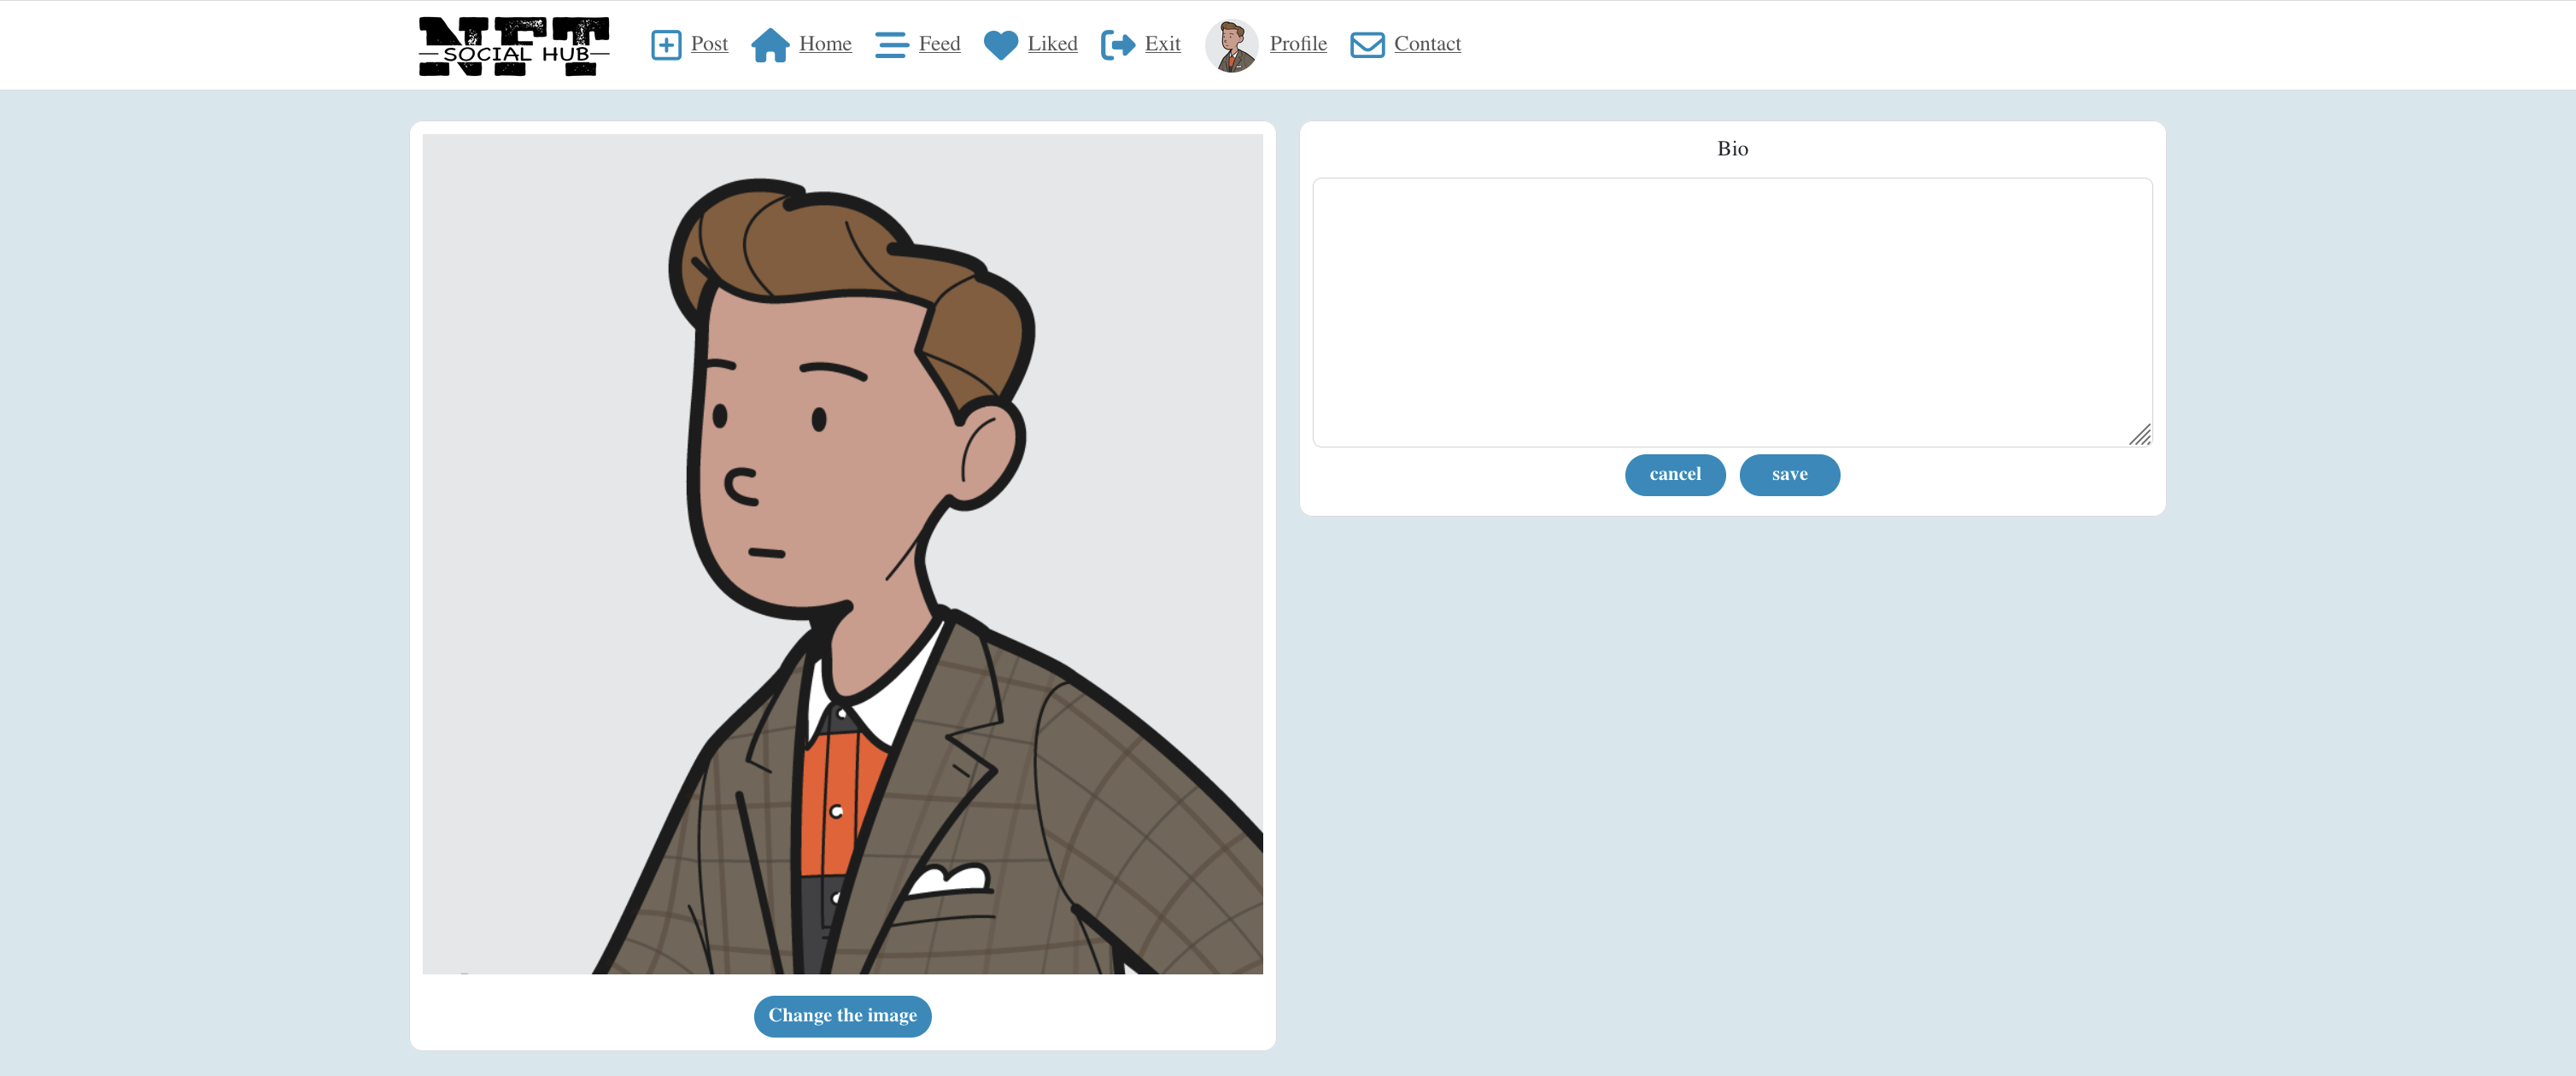 NFT
SOCIAL HUB
Post Home Feed Liked Exit Profile Contact
Bio
cancel save
Change the image